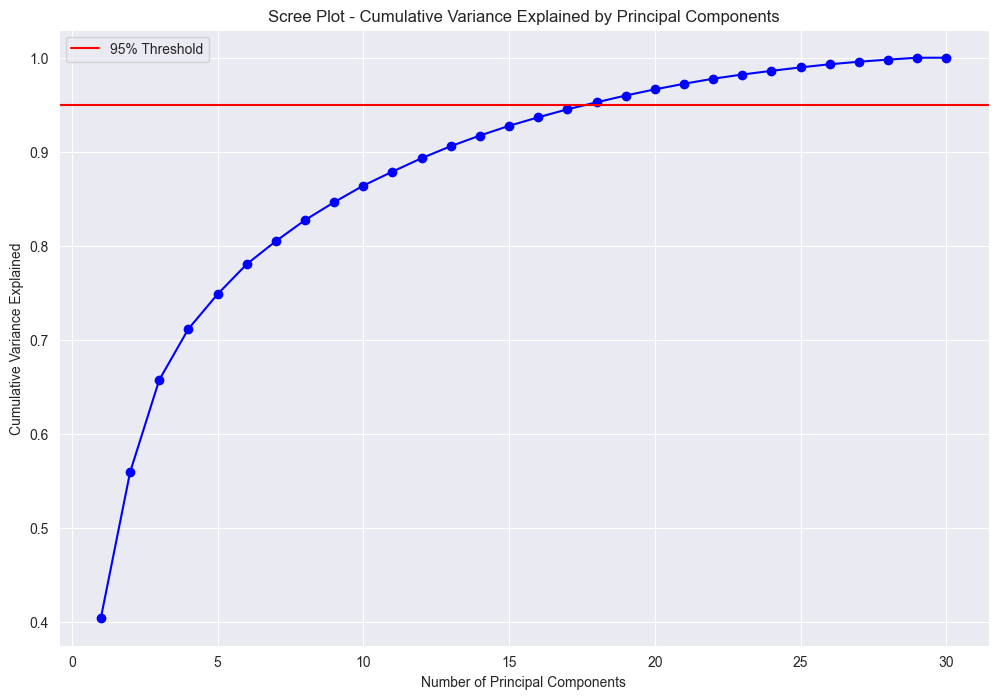 Scree Plot - Cumulative Variance Explained by Principal Components
95% Threshold
Cumulative Variance Explained
1.0
0.9
0.8
0.7
0.6
0.5
0.4
0 5 10 15 20 25 30
Number of Principal Components